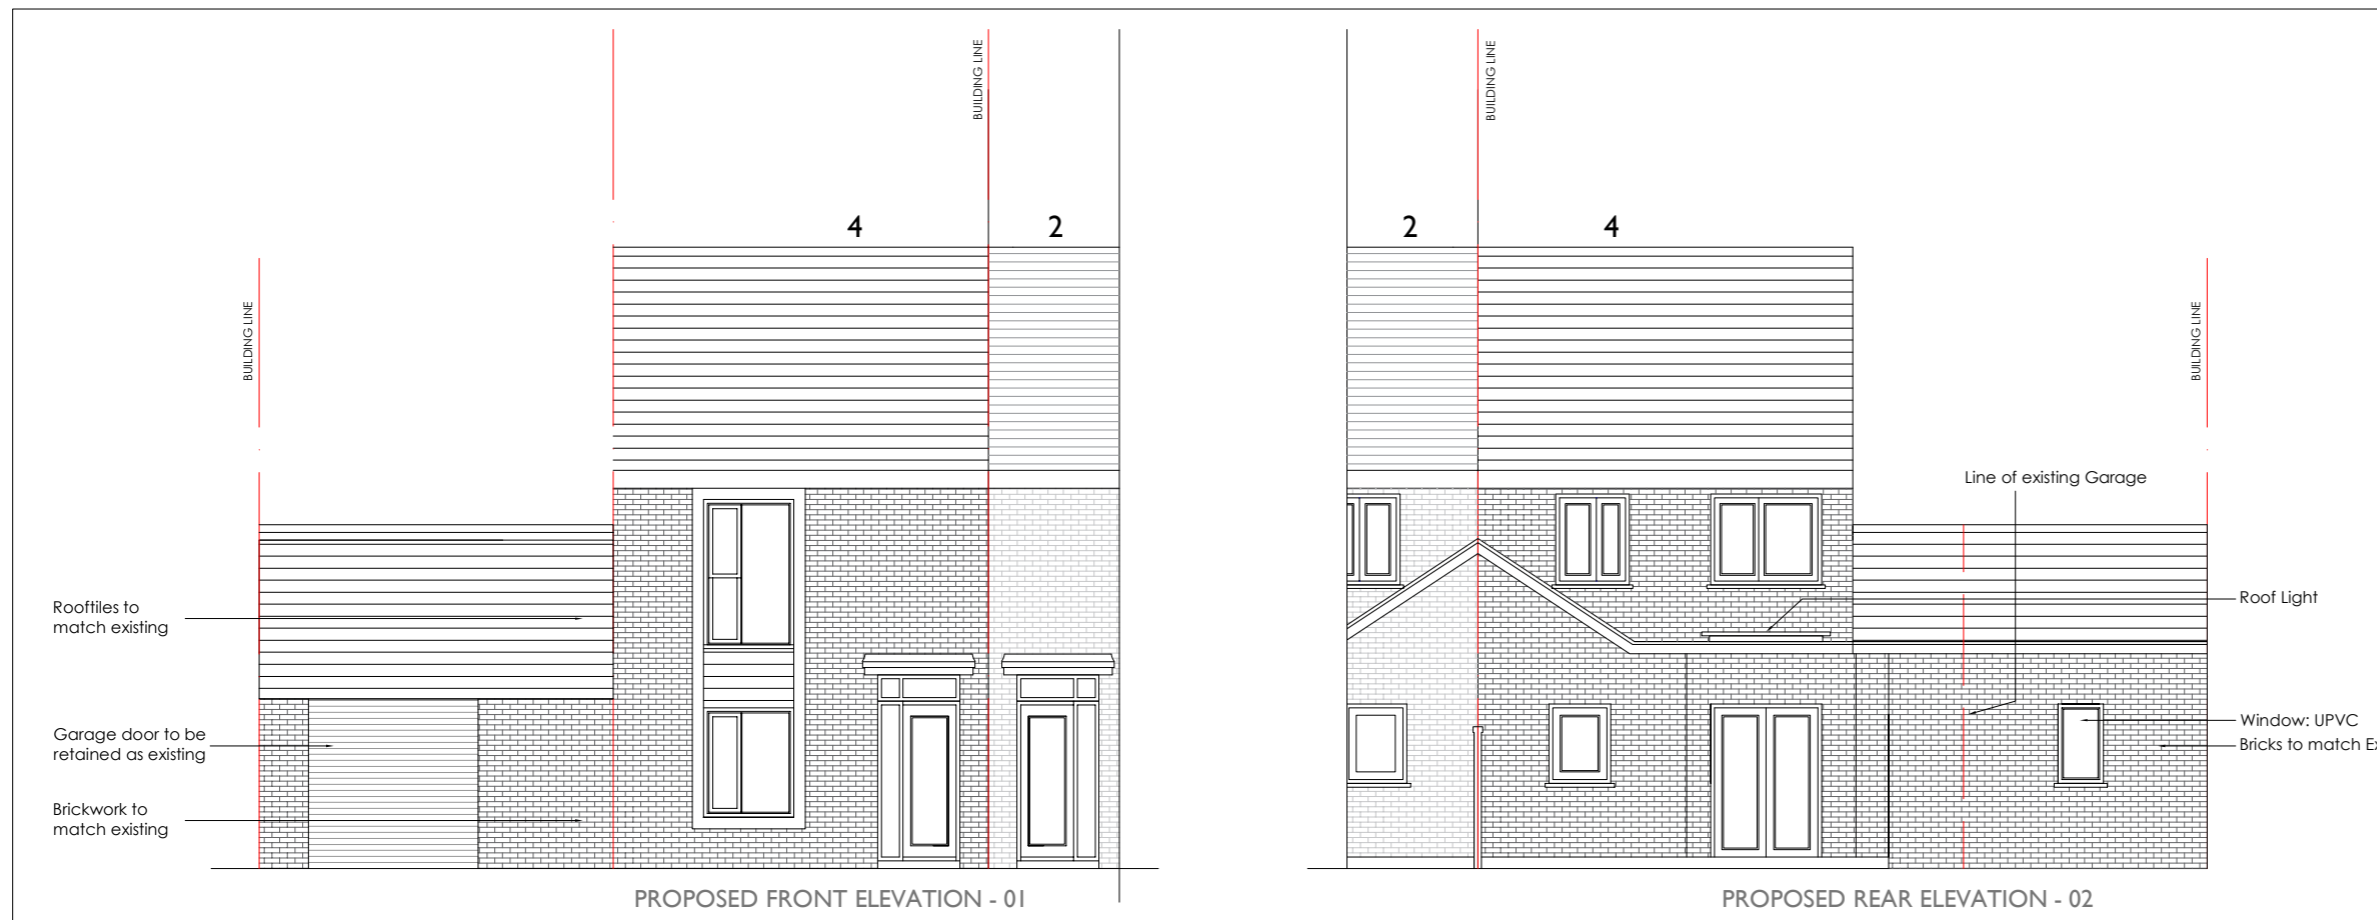 BUILDING LINE
BUILDING LINE
4
2
2
4
BUILDING LINE
BUILDING LINE
Line of existing Garage
Rooftiles to
match existing
Roof Light
Garage door to be
retained as existing
Window: UPVC
Bricks to match Ex
Brickwork to
match existing
PROPOSED FRONT ELEVATION - 01
PROPOSED REAR ELEVATION - 02